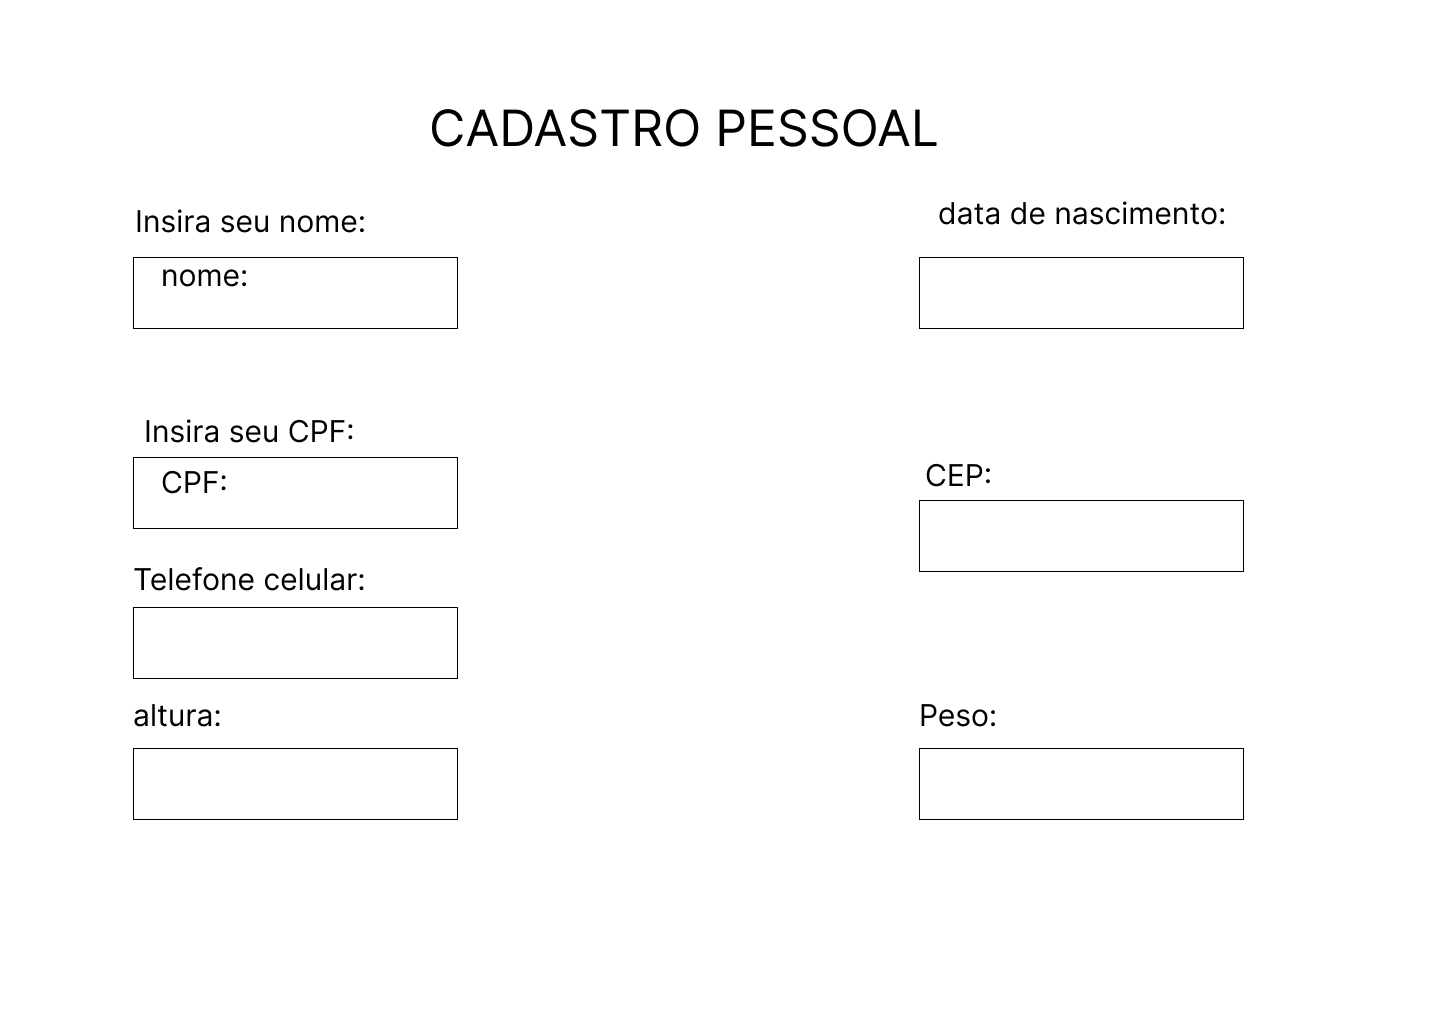 CADASTRO PESSOAL
Insira seu nome:
nome:
data de nascimento:
Insira seu CPF:
CPF:
CEP:
Telefone celular:
altura:
Peso: